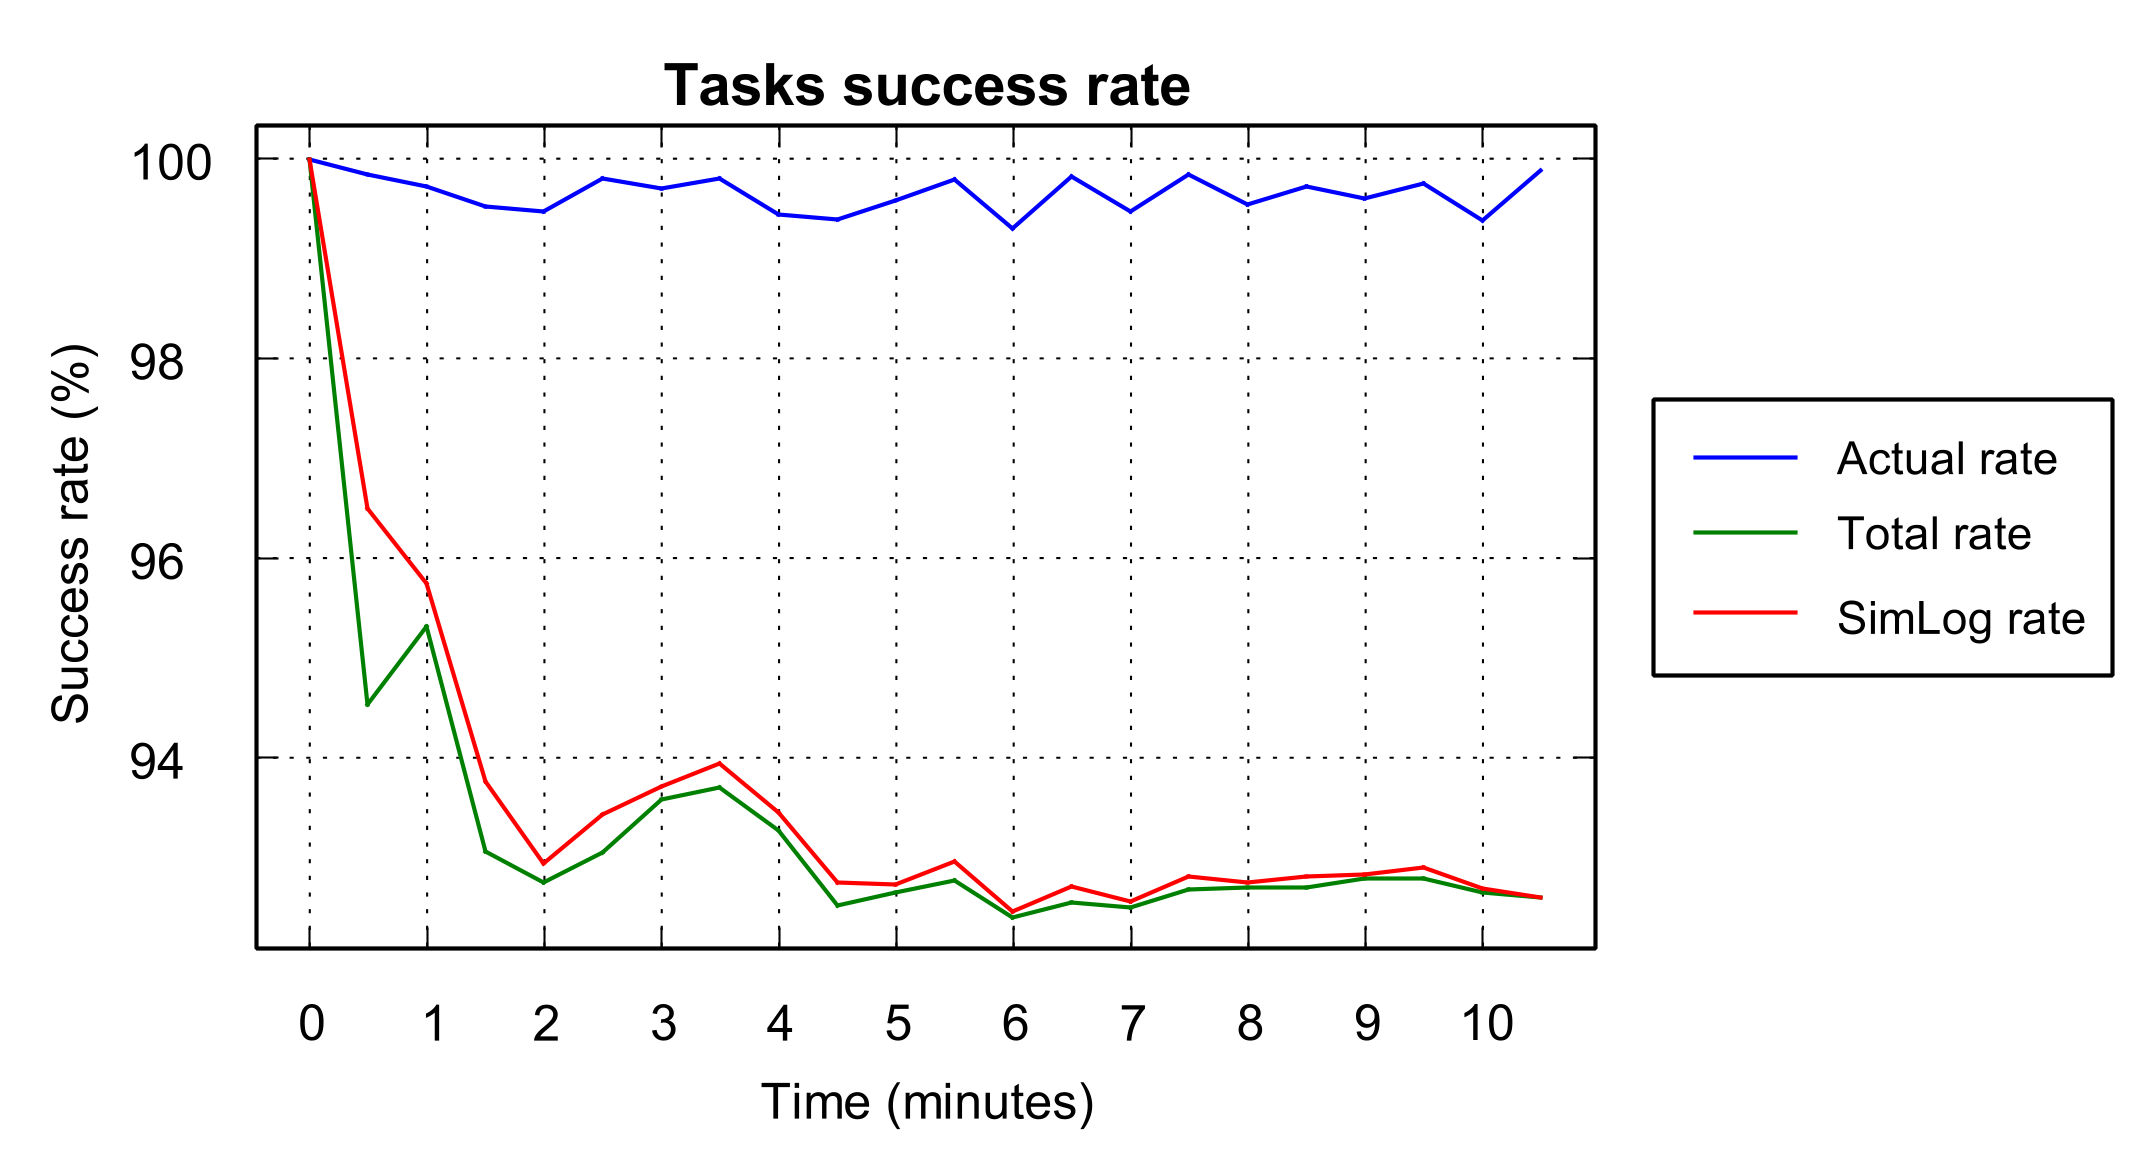 Tasks success rate
100
98
96
94
Success rate (%)
0 1 2 3 4 5 6 7 8 9 10
Time (minutes)
Actual rate
Total rate
SimLog rate